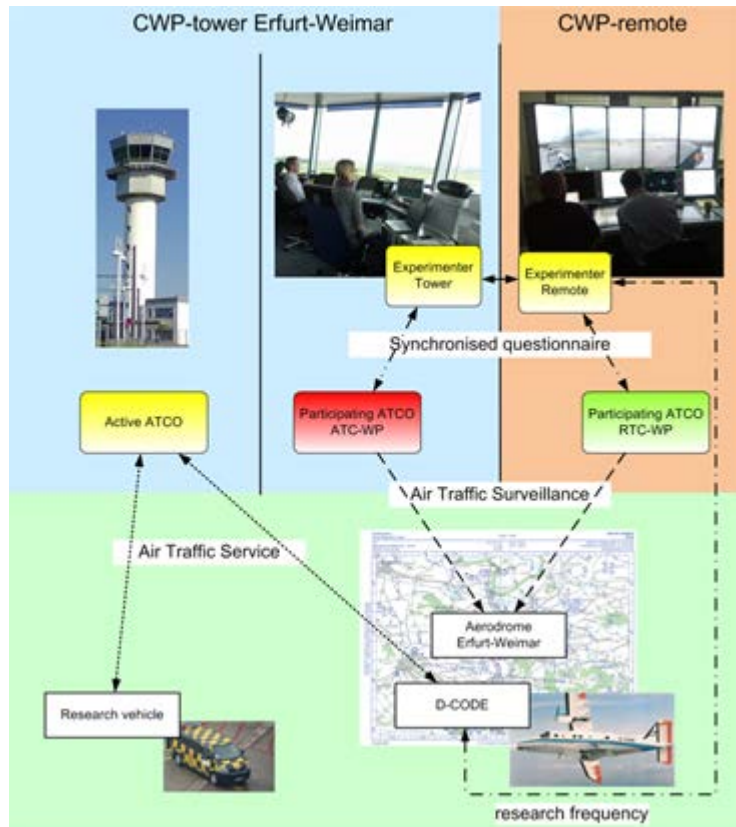 CWP-tower Erfurt-Weimar
CWP-remote
Experimenter
Tower
Experimenter
Remote
Synchronised questionnaire
Active ATCO
Participating ATCO
ATC-WP
Participating ATCO
RTC-WP
Air Traffic Surveillance
Air Traffic Service
Aerodrome
Erfurt-Weimar
Research vehicle
D-CODE
research frequency